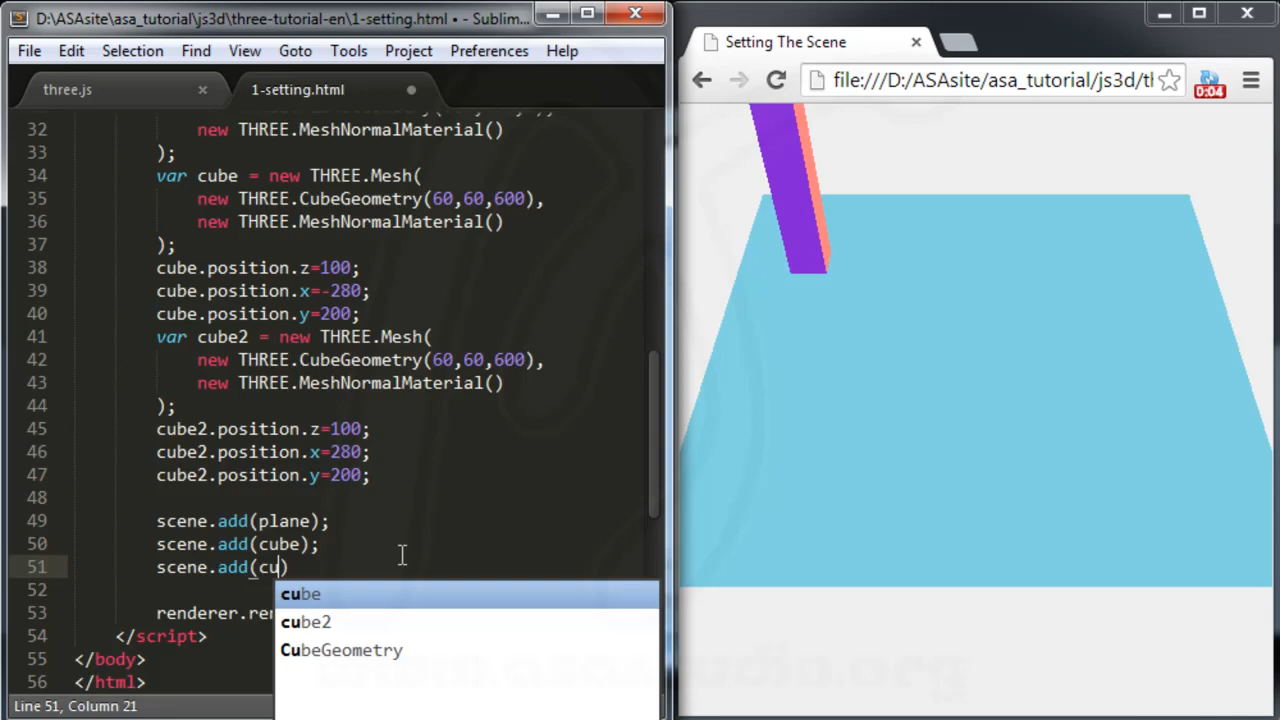 D:\ASAsite\asa_tutorial\js3d\three-tutorial-en\1-setting.html • - Sublim...
File Edit Selection Find View Goto Tools Project Preferences Help
three.js × 1-setting.html
32 new THREE.MeshNormalMaterial()
33 );
34 var cube = new THREE.Mesh(
35 new THREE.CubeGeometry(60,60,600),
36 new THREE.MeshNormalMaterial()
37 );
38 cube.position.z=100;
39 cube.position.x=-280;
40 cube.position.y=200;
41 var cube2 = new THREE.Mesh(
42 new THREE.CubeGeometry(60,60,600),
43 new THREE.MeshNormalMaterial()
44 );
45 cube2.position.z=100;
46 cube2.position.x=280;
47 cube2.position.y=200;
48
49 scene.add(plane);
50 scene.add(cube);
51 scene.add(cu)
cube
52
cube2
53 renderer.ren
54 </script>
CubeGeometry
55 </body>
56 </html>
Line 51, Column 21
Setting The Scene ×
file:///D:/ASAsite/asa_tutorial/js3d/th
0:04